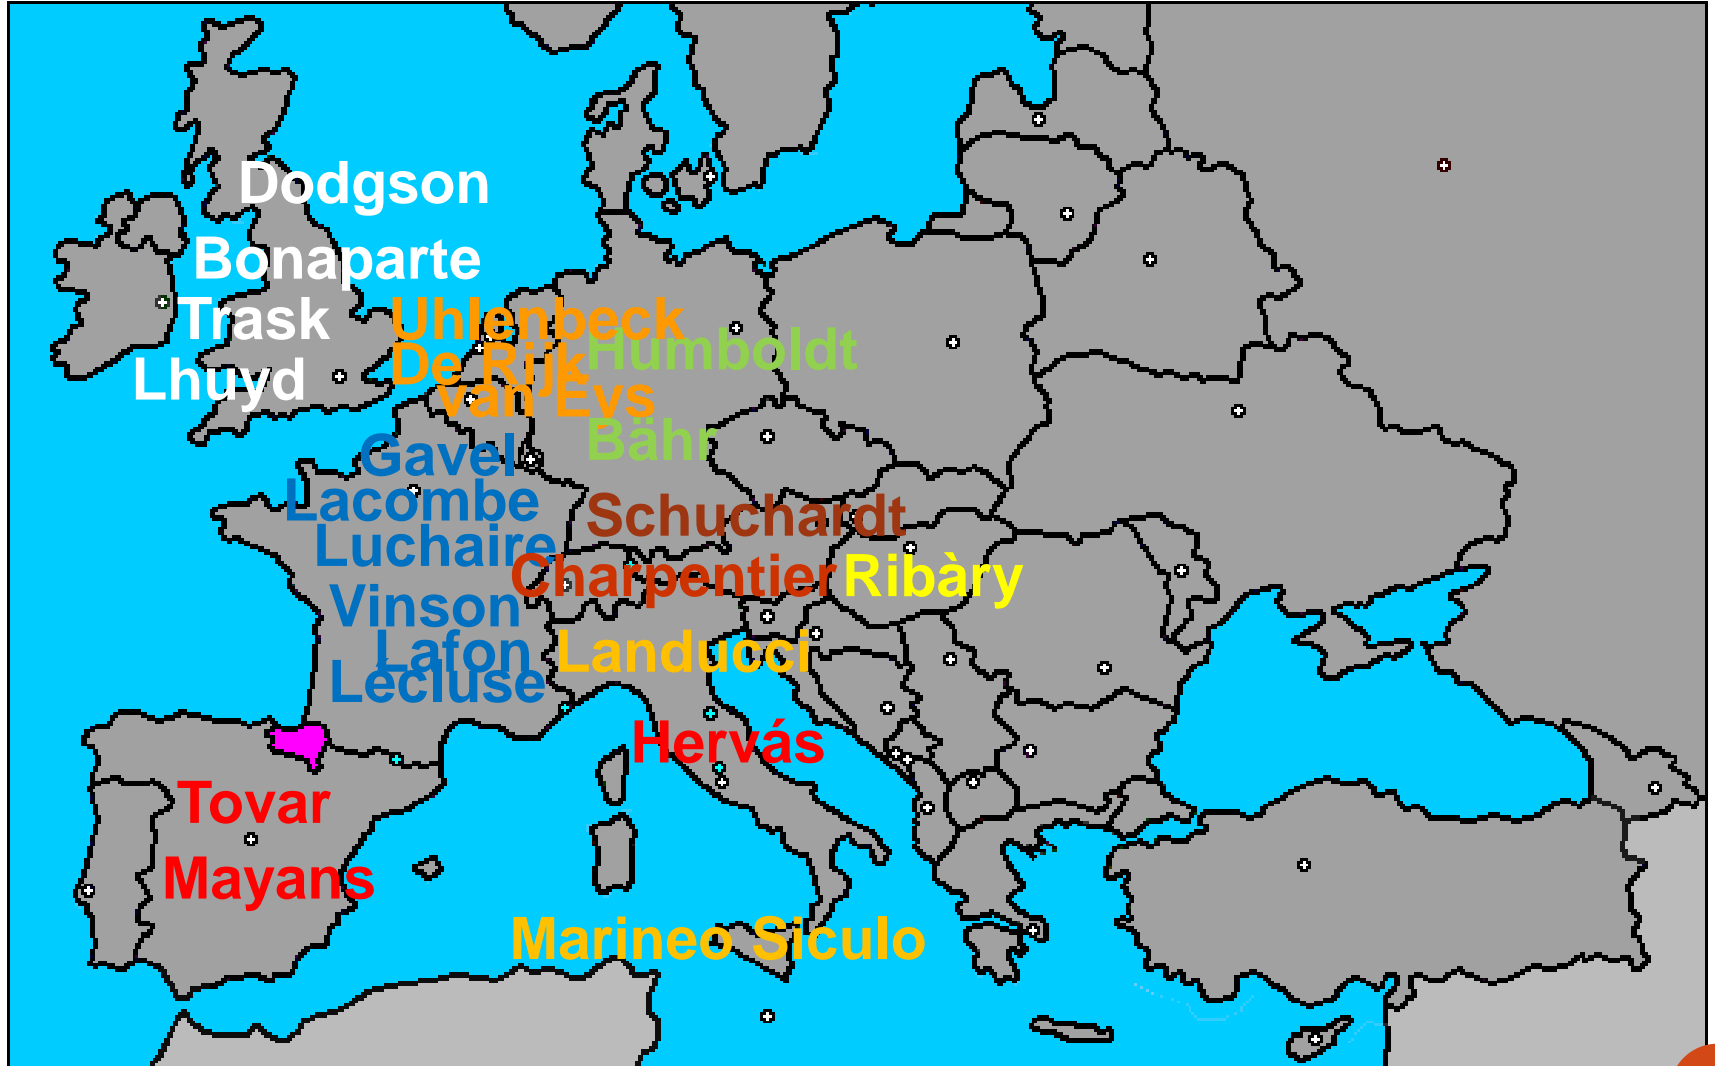 Dodgson
Bonaparte
Trask
Uhlenbeck
Humboldt
De Rijk
Lhuyd
van Eys
Bähr
Gavel
Lacombe
Schuchardt
Luchaire
Charpentier
Ribàry
Vinson
Lafon
Landucci
Lécluse
Hervás
Tovar
Mayans
Marineo Siculo